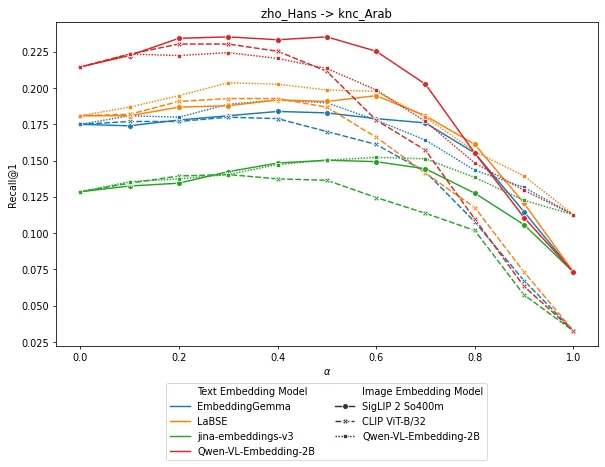 zho_Hans -> knc_Arab
Recall@1
0.225
0.200
0.175
0.150
0.125
0.100
0.075
0.050
0.025
0.0 0.2 0.4 0.6 0.8 1.0
α
Text Embedding Model Image Embedding Model
EmbeddingGemma SigLIP 2 So400m
LaBSE CLIP ViT-B/32
jina-embeddings-v3 Qwen-VL-Embedding-2B
Qwen-VL-Embedding-2B